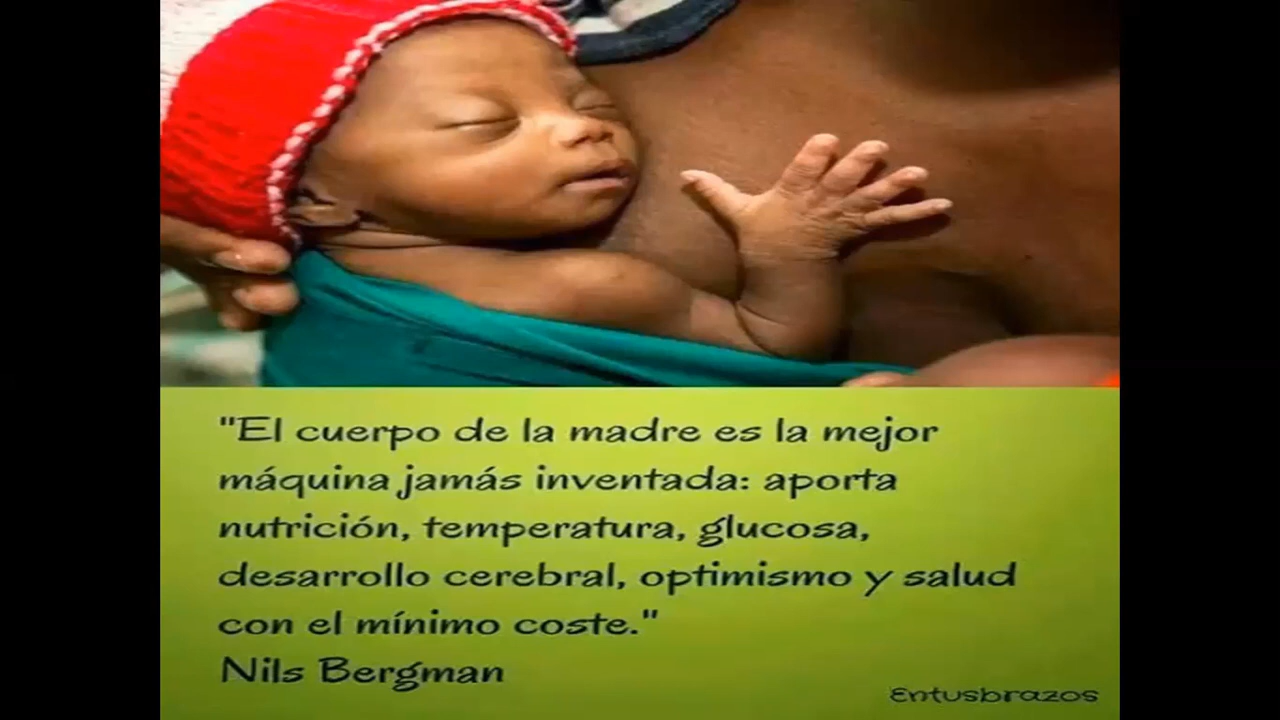 "El cuerpo de la madre es la mejor
máquina jamás inventada: aporta
nutrición, temperatura, glucosa,
desarrollo cerebral, optimismo y salud
con el mínimo coste."
Nils Bergman
Entusbrazos